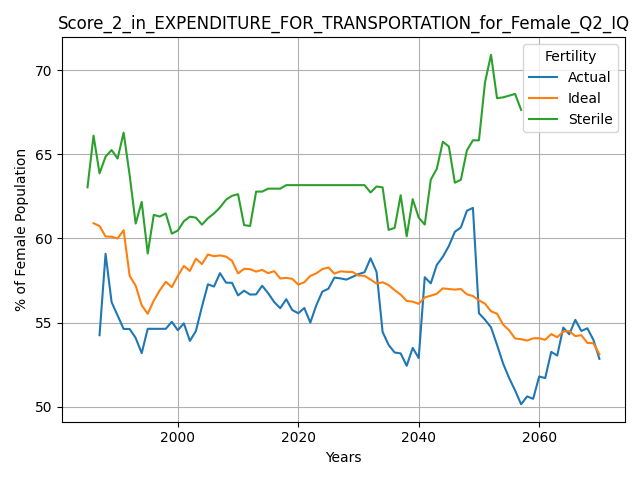 Score_2_in_EXPENDITURE_FOR_TRANSPORTATION_for_Female_Q2_IQ
Fertility
Actual
Ideal
Sterile
% of Female Population
70
65
60
55
50
2000
2020
2040
2060
Years